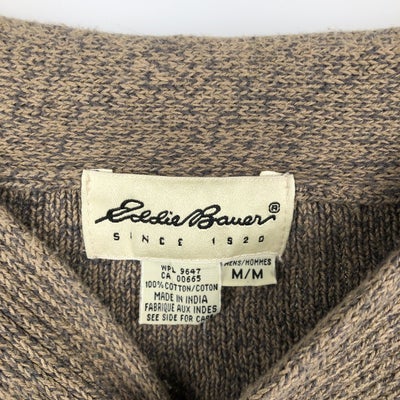 Eddie Bauer®
SINCE 1920
WPL 9647
CA 00665
100% COTTON/COTON
MADE IN INDIA
FABRIQUE AUX INDES
SEE SIDE FOR CARE
MENS/HOMMES
M/M